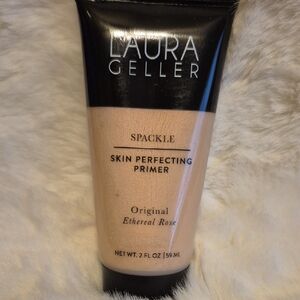 LAURA
GELLER
SPACKLE
SKIN PERFECTING
PRIMER
Original
Ethereal Rose
NET WT. 2 FL OZ | 59 ML